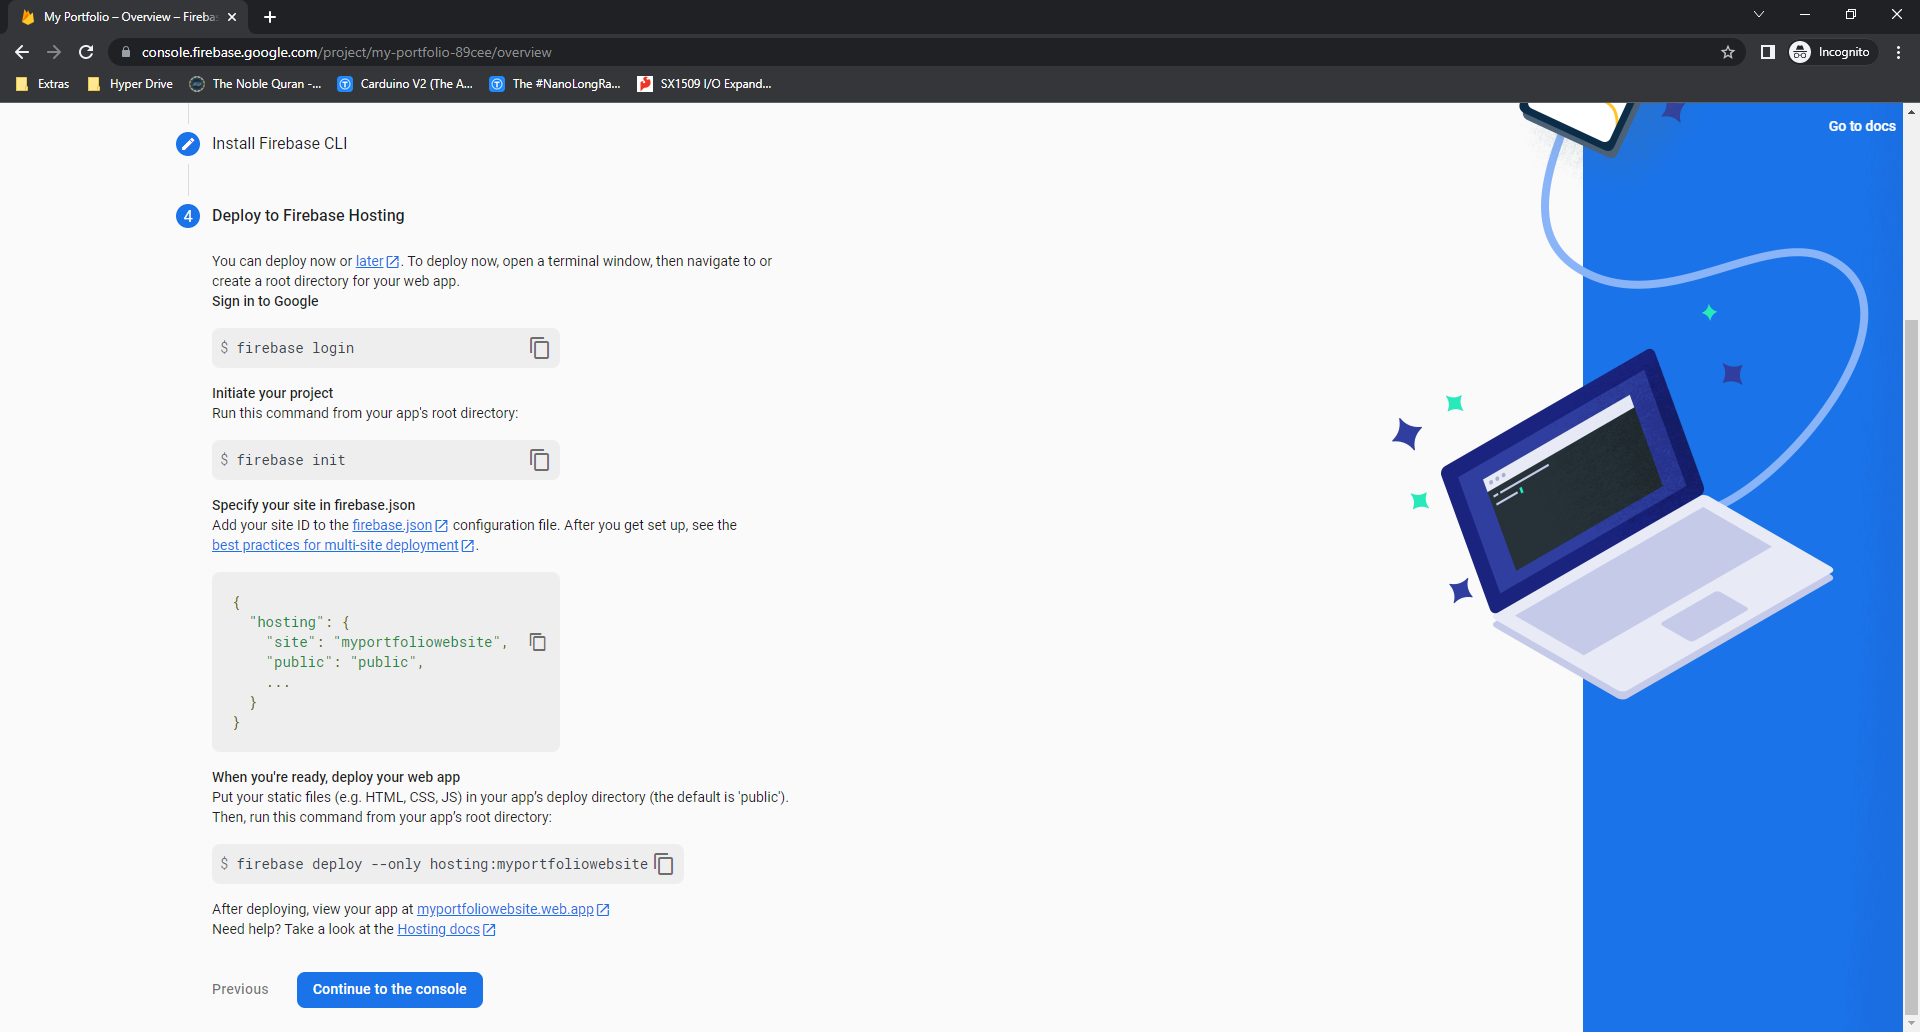 My Portfolio – Overview – Fireba
console.firebase.google.com/project/my-portfolio-89cee/overview
Incognito
Extras
Hyper Drive
The Noble Quran -...
Carduino V2 (The A...
The #NanoLongRa...
SX1509 I/O Expand...
Go to docs
Install Firebase CLI
4 Deploy to Firebase Hosting
You can deploy now or later. To deploy now, open a terminal window, then navigate to or
create a root directory for your web app.
Sign in to Google
$ firebase login
Initiate your project
Run this command from your app's root directory:
$ firebase init
Specify your site in firebase.json
Add your site ID to the firebase.json configuration file. After you get set up, see the
best practices for multi-site deployment.
{
"hosting": {
"site": "myportfoliowebsite",
"public": "public",
...
}
}
When you're ready, deploy your web app
Put your static files (e.g. HTML, CSS, JS) in your app’s deploy directory (the default is 'public').
Then, run this command from your app’s root directory:
$ firebase deploy --only hosting:myportfoliowebsite
After deploying, view your app at myportfoliowebsite.web.app
Need help? Take a look at the Hosting docs
Previous
Continue to the console